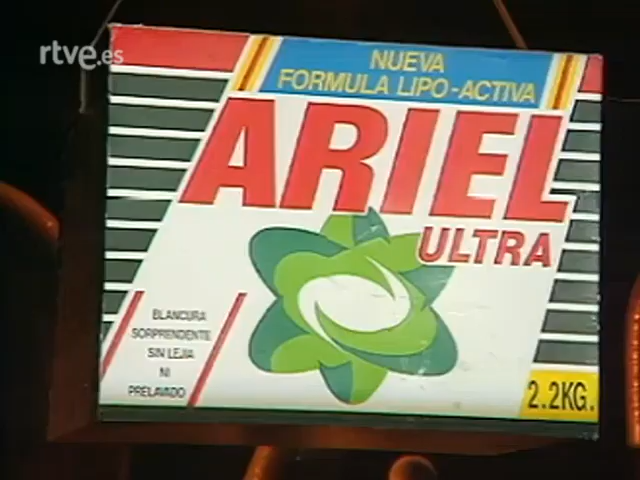 rtve.es
NUEVA
FORMULA LIPO-ACTIVA
ARIEL
ULTRA
BLANCURA
SORPRENDENTE
SIN LEJIA
NI
PRELAVADO
2.2KG.